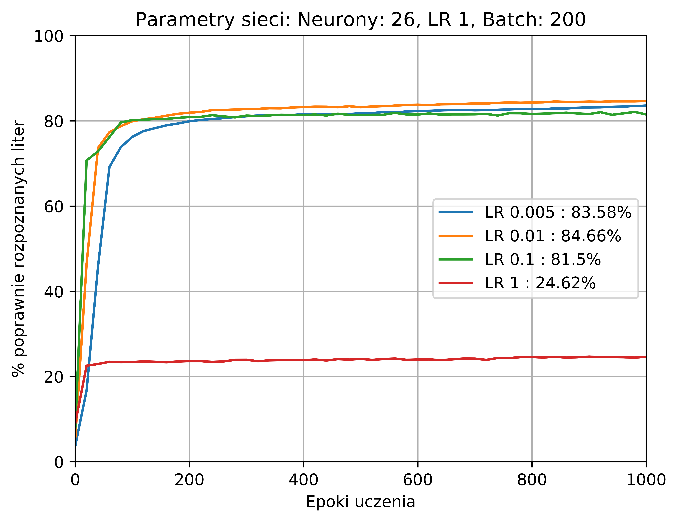 Parametry sieci: Neurony: 26, LR 1, Batch: 200
100
80
60
40
20
0
% poprawnie rozpoznanych liter
LR 0.005 : 83.58%
LR 0.01 : 84.66%
LR 0.1 : 81.5%
LR 1 : 24.62%
0 200 400 600 800 1000
Epoki uczenia